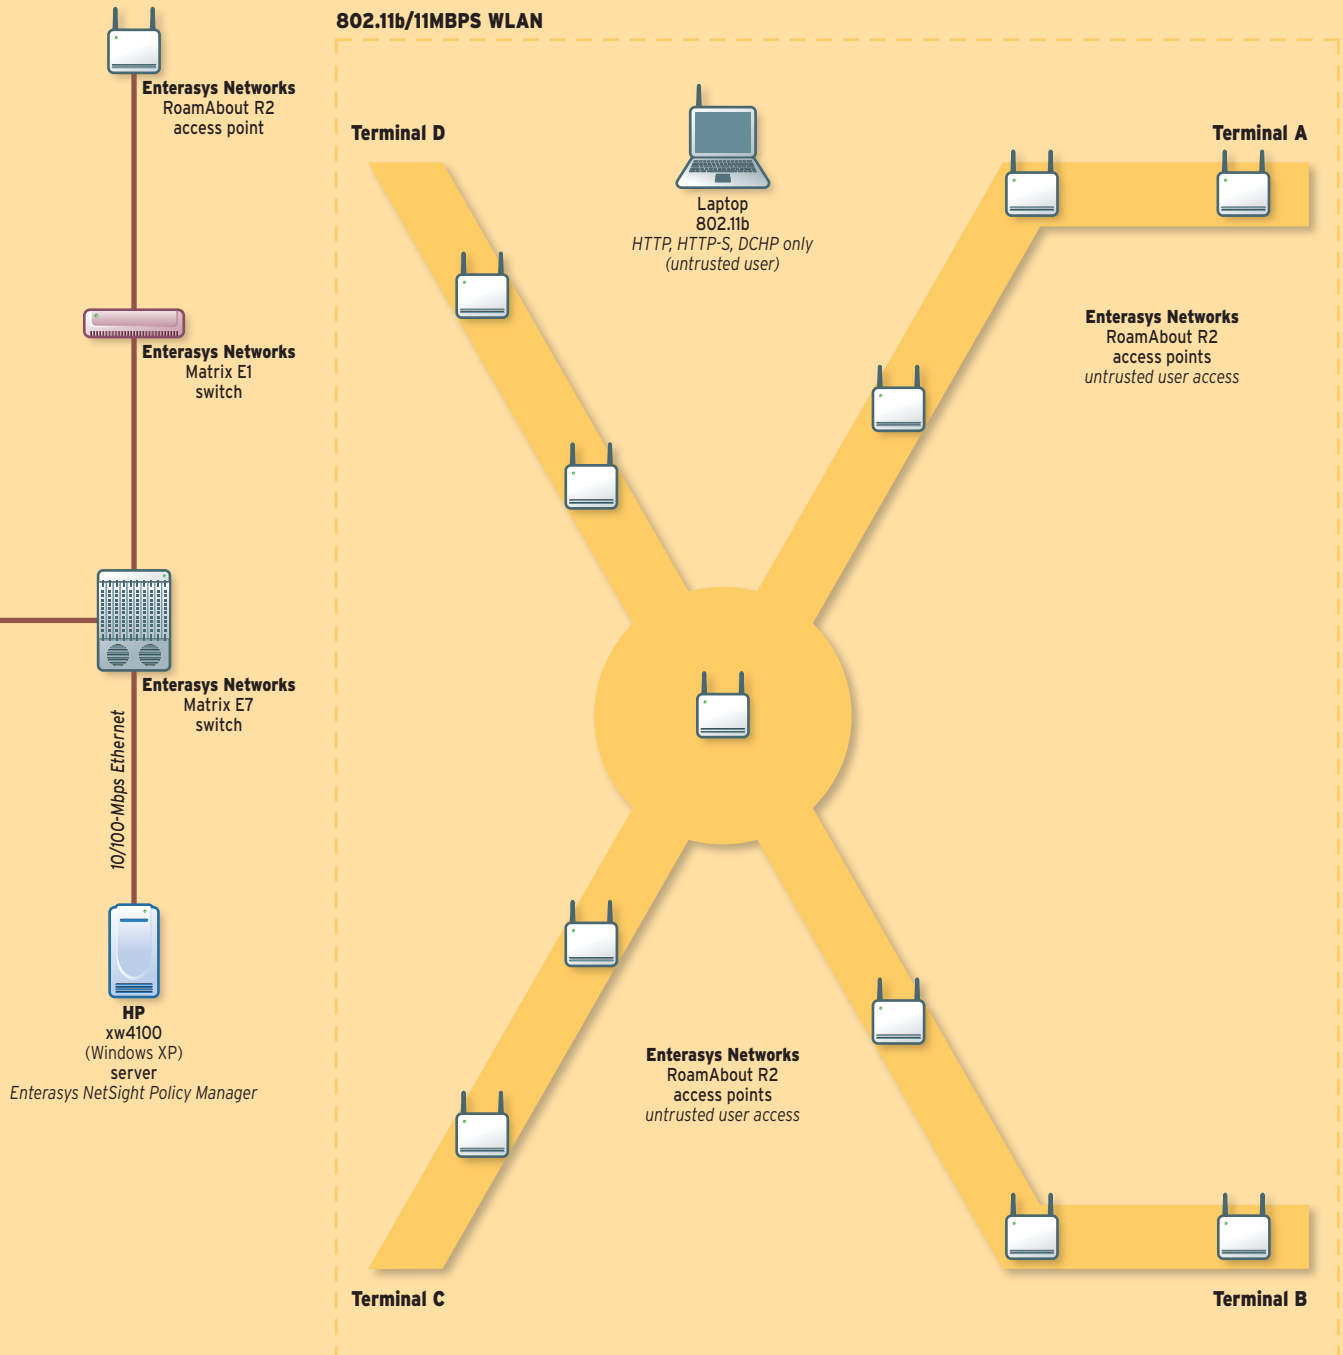 802.11b/11MBPS WLAN
Enterasys Networks
RoamAbout R2
access point
Enterasys Networks
Matrix E1
switch
Enterasys Networks
Matrix E7
switch
10/100-Mbps Ethernet
HP
xw4100
(Windows XP)
server
Enterasys NetSight Policy Manager
Terminal D
Laptop
802.11b
HTTP, HTTP-S, DCHP only
(untrusted user)
Terminal A
Enterasys Networks
RoamAbout R2
access points
untrusted user access
Enterasys Networks
RoamAbout R2
access points
untrusted user access
Terminal C
Terminal B